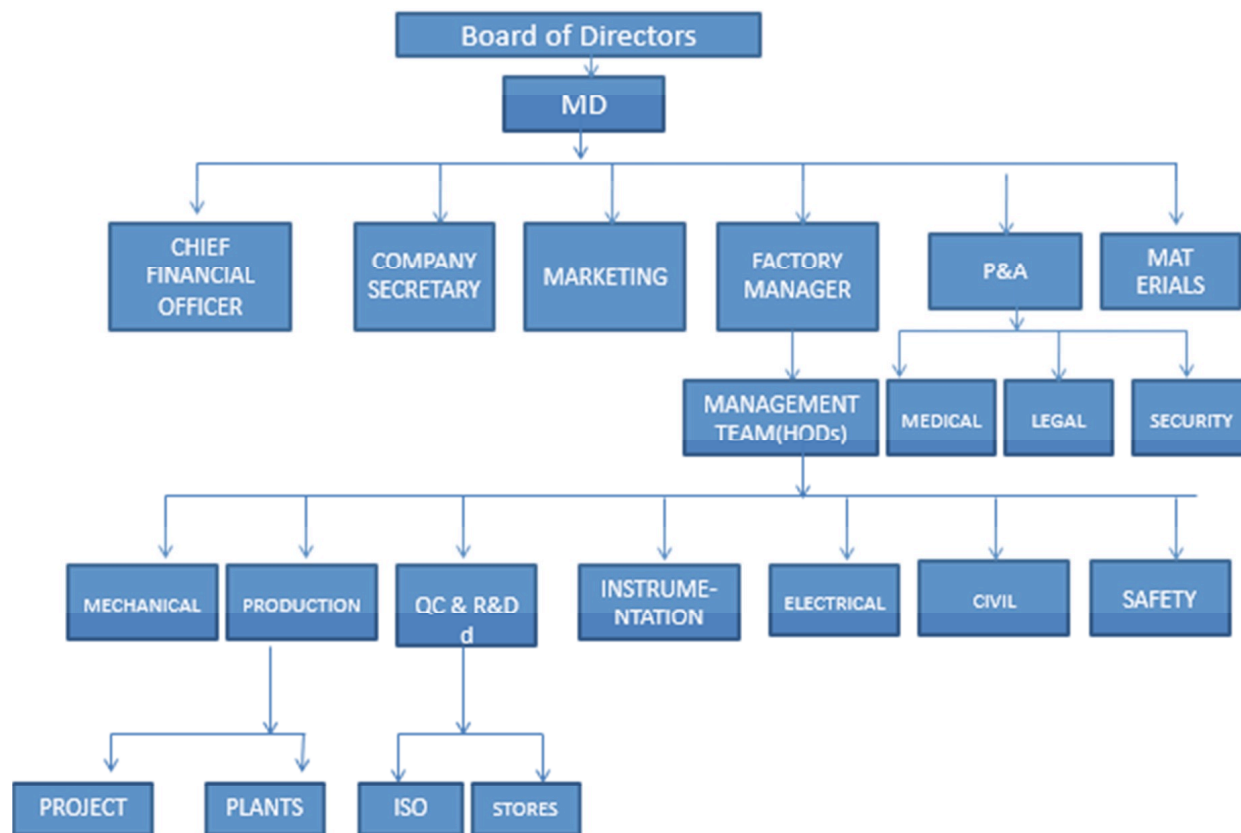 Board of Directors
MD
CHIEF
FINANCIAL
OFFICER
COMPANY
SECRETARY
MARKETING
FACTORY
MANAGER
P&A
MAT
ERIALS
MANAGEMENT
TEAM(HODs)
MEDICAL
LEGAL
SECURITY
MECHANICAL
PRODUCTION
QC & R&D
d
INSTRUME-
NTATION
ELECTRICAL
CIVIL
SAFETY
PROJECT
PLANTS
ISO
STORES